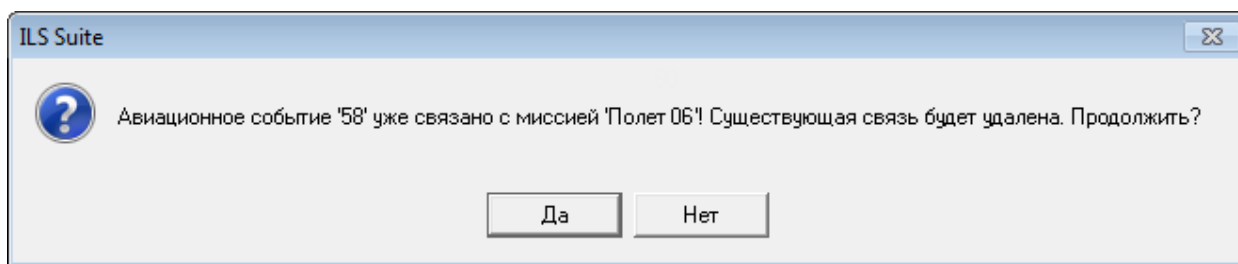 ILS Suite
Авиационное событие '58' уже связано с миссией 'Полет 06'! Существующая связь будет удалена. Продолжить?
Да
Нет